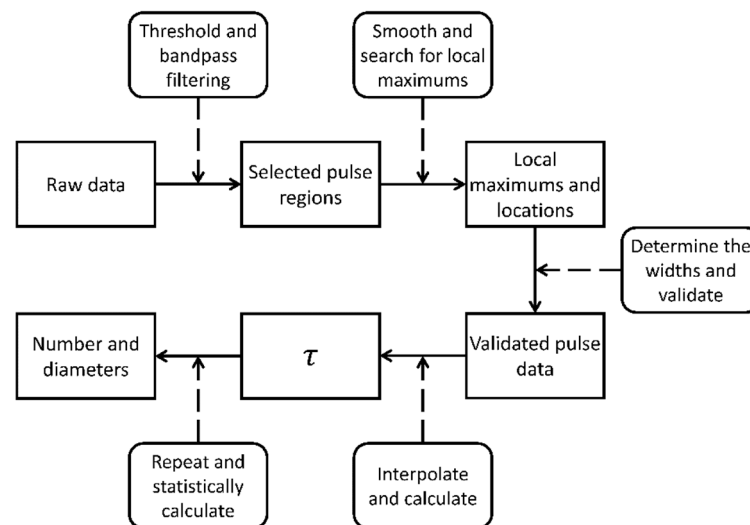 Threshold and
bandpass
filtering
Smooth and
search for local
maximums
Raw data
Selected pulse
regions
Local
maximums and
locations
Determine the
widths and
validate
Number and
diameters
τ
Validated pulse
data
Repeat and
statistically
calculate
Interpolate
and calculate